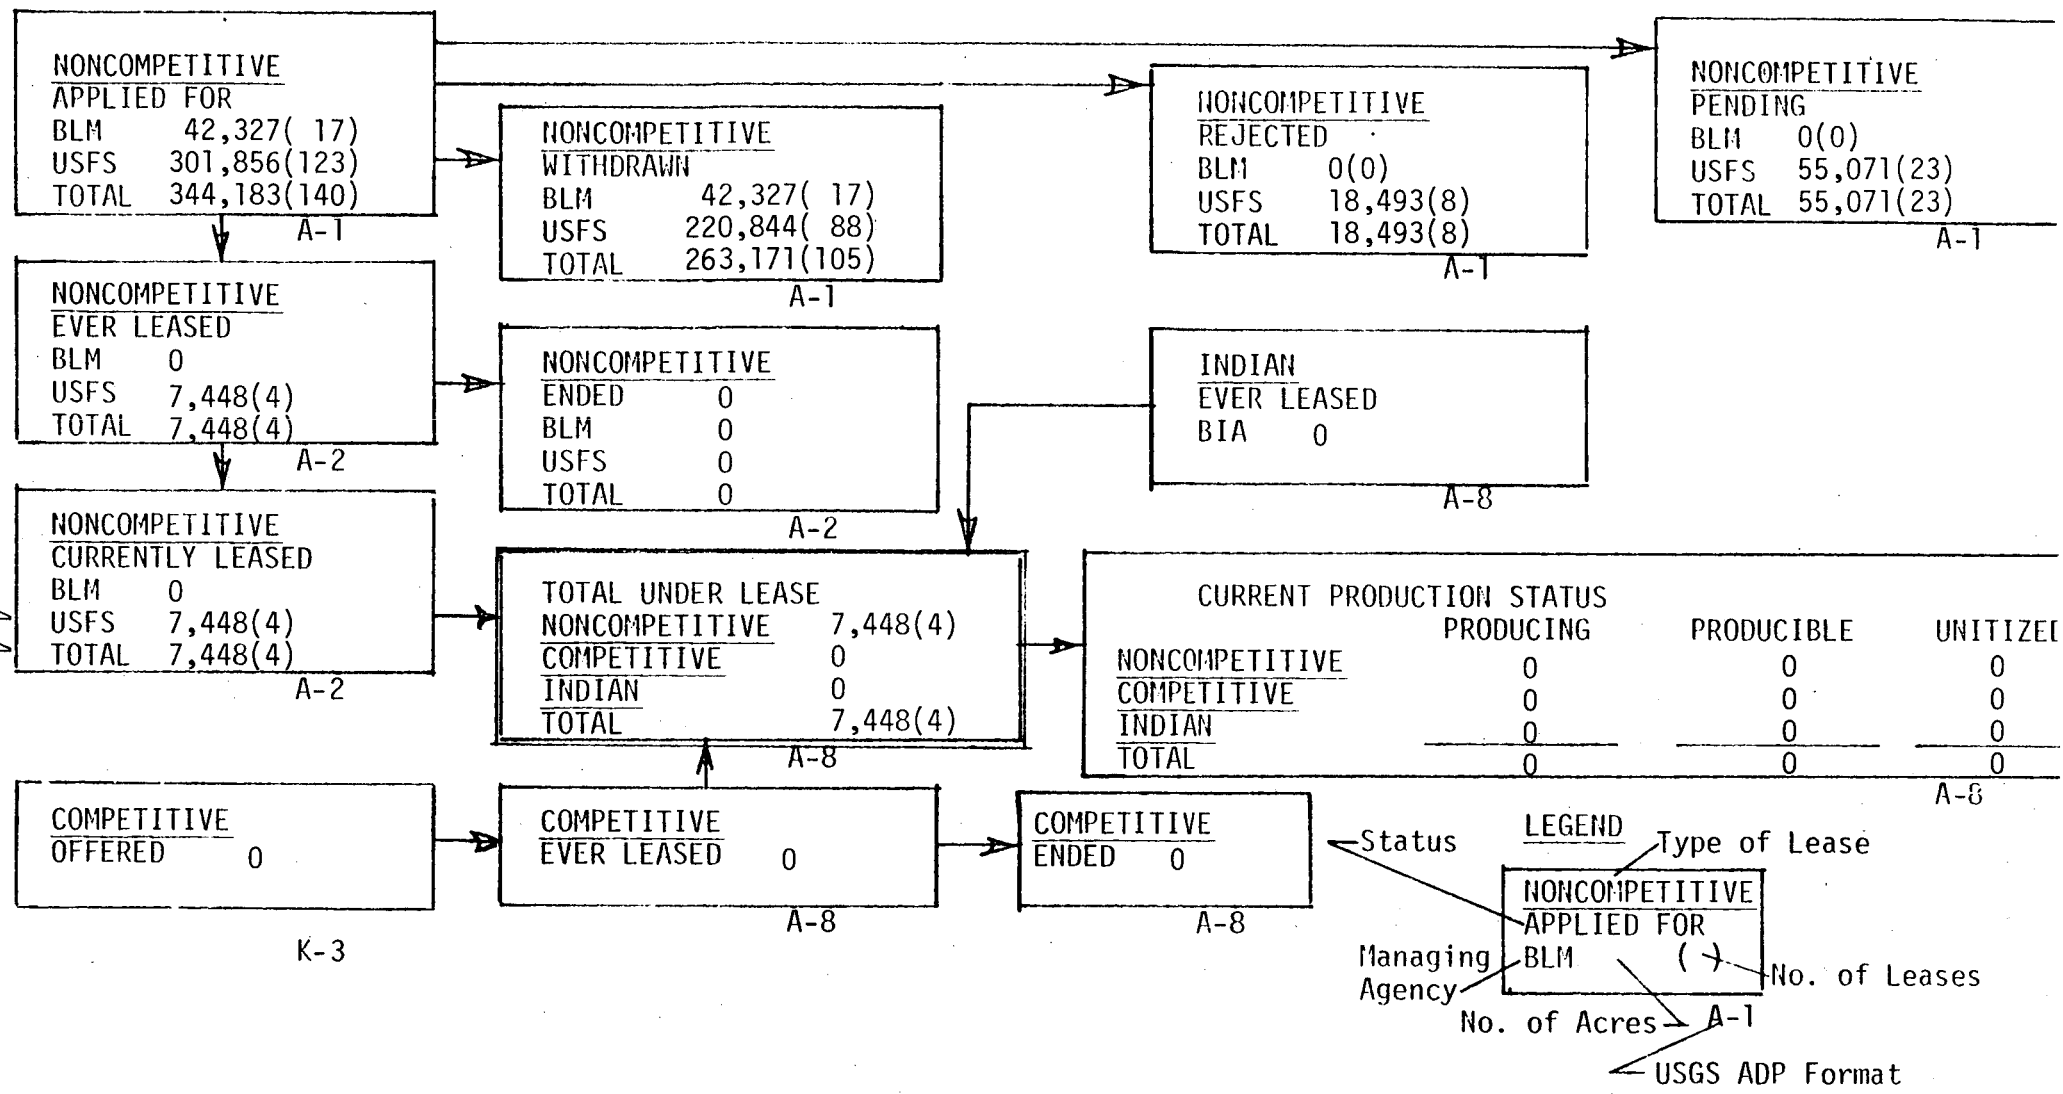 NONCOMPETITIVE
APPLIED FOR
BLM 42,327( 17)
USFS 301,856(123)
TOTAL 344,183(140)
A-1
NONCOMPETITIVE
WITHDRAWN
BLM 42,327( 17)
USFS 220,844( 88)
TOTAL 263,171(105)
A-1
NONCOMPETITIVE
REJECTED
BLM 0(0)
USFS 18,493(8)
TOTAL 18,493(8)
A-1
NONCOMPETITIVE
PENDING
BLM 0(0)
USFS 55,071(23)
TOTAL 55,071(23)
A-1
NONCOMPETITIVE
EVER LEASED
BLM 0
USFS 7,448(4)
TOTAL 7,448(4)
A-2
NONCOMPETITIVE
ENDED 0
BLM 0
USFS 0
TOTAL 0
A-2
INDIAN
EVER LEASED
BIA 0
A-8
NONCOMPETITIVE
CURRENTLY LEASED
BLM 0
USFS 7,448(4)
TOTAL 7,448(4)
A-2
TOTAL UNDER LEASE
NONCOMPETITIVE 7,448(4)
COMPETITIVE 0
INDIAN 0
TOTAL 7,448(4)
A-8
CURRENT PRODUCTION STATUS
PRODUCING PRODUCIBLE UNITIZED
NONCOMPETITIVE 0 0 0
COMPETITIVE 0 0 0
INDIAN 0 0 0
TOTAL 0 0 0
A-8
COMPETITIVE
OFFERED 0
K-3
COMPETITIVE
EVER LEASED 0
A-8
COMPETITIVE
ENDED 0
A-8
LEGEND
Status
Type of Lease
NONCOMPETITIVE
APPLIED FOR
BLM ( )
Managing
Agency
No. of Leases
No. of Acres
A-1
USGS ADP Format